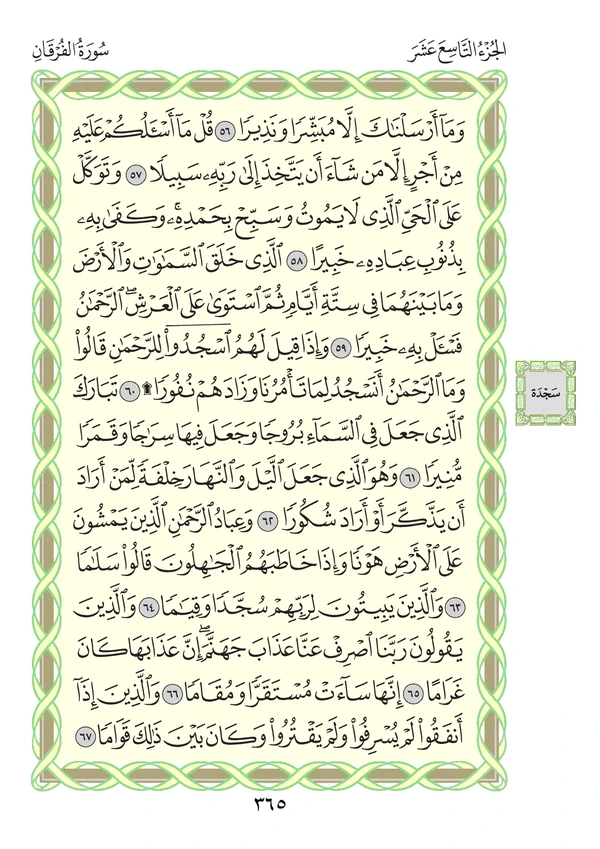 الجُزْءُ التَّاسِعَ عَشَرَ
سُورَةُ الفُرْقَانِ
وَمَآ أَرْسَلْنَٰكَ إِلَّا مُبَشِّرٗا وَنَذِيرٗا ٥٦ قُلْ مَآ أَسْـَٔلُكُمْ عَلَيْهِ
مِنْ أَجْرٍ إِلَّا مَن شَآءَ أَن يَتَّخِذَ إِلَىٰ رَبِّهِۦ سَبِيلٗا ٥٧ وَتَوَكَّلْ
عَلَى ٱلْحَيِّ ٱلَّذِى لَا يَمُوتُ وَسَبِّحْ بِحَمْدِهِۦۚ وَكَفَىٰ بِهِۦ
بِذُنُوبِ عِبَادِهِۦ خَبِيرًا ٥٨ ٱلَّذِى خَلَقَ ٱلسَّمَٰوَٰتِ وَٱلْأَرْضَ
وَمَا بَيْنَهُمَا فِى سِتَّةِ أَيَّامٖ ثُمَّ ٱسْتَوَىٰ عَلَى ٱلْعَرْشِۖ ٱلرَّحْمَٰنُ
فَسْـَٔلْ بِهِۦ خَبِيرٗا ٥٩ وَإِذَا قِيلَ لَهُمُ ٱسْجُدُوا۟ لِلرَّحْمَٰنِ قَالُوا۟
وَمَا ٱلرَّحْمَٰنُ أَنَسْجُدُ لِمَا تَأْمُرُنَا وَزَادَهُمْ نُفُورٗا ۩ ٦٠ تَبَارَكَ
ٱلَّذِى جَعَلَ فِى ٱلسَّمَآءِ بُرُوجٗا وَجَعَلَ فِيهَا سِرَٰجٗا وَقَمَرٗا
مُّنِيرٗا ٦١ وَهُوَ ٱلَّذِى جَعَلَ ٱلَّيْلَ وَٱلنَّهَارَ خِلْفَةٗ لِّمَنْ أَرَادَ
أَن يَذَّكَّرَ أَوْ أَرَادَ شُكُورٗا ٦٢ وَعِبَادُ ٱلرَّحْمَٰنِ ٱلَّذِينَ يَمْشُونَ
عَلَى ٱلْأَرْضِ هَوْنٗا وَإِذَا خَاطَبَهُمُ ٱلْجَٰهِلُونَ قَالُوا۟ سَلَٰمٗا
٦٣ وَٱلَّذِينَ يَبِيتُونَ لِرَبِّهِمْ سُجَّدٗا وَقِيَٰمٗا ٦٤ وَٱلَّذِينَ
يَقُولُونَ رَبَّنَا ٱصْرِفْ عَنَّا عَذَابَ جَهَنَّمَۖ إِنَّ عَذَابَهَا كَانَ
غَرَامًا ٦٥ إِنَّهَا سَآءَتْ مُسْتَقَرّٗا وَمُقَامٗا ٦٦ وَٱلَّذِينَ إِذَآ
أَنفَقُوا۟ لَمْ يُسْرِفُوا۟ وَلَمْ يَقْتُرُوا۟ وَكَانَ بَيْنَ ذَٰلِكَ قَوَامٗا ٦٧
سَجْدَة
٣٦٥